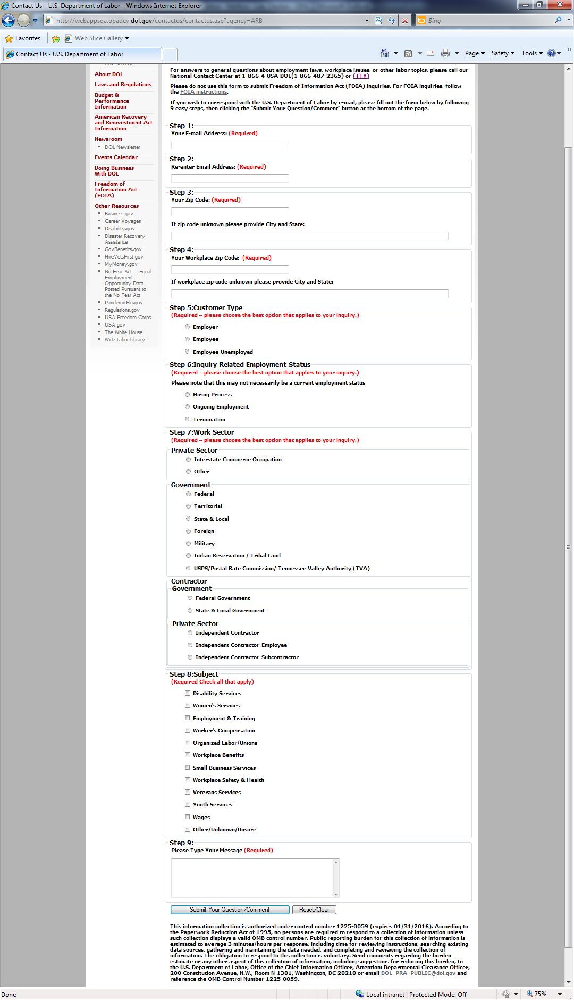 Contact Us - U.S. Department of Labor - Windows Internet Explorer
http://webappsqa.opadev.dol.gov/contactus/contactus.asp?agency=ARB
Bing
Favorites
Web Slice Gallery
Contact Us - U.S. Department of Labor
Page
Safety
Tools
Law Advisors
About DOL
Laws and Regulations
Budget &
Performance
Information
American Recovery
and Reinvestment Act
Information
Newsroom
DOL Newsletter
Events Calendar
Doing Business
With DOL
Freedom of
Information Act
(FOIA)
Other Resources
Business.gov
Career Voyages
Disability.gov
Disaster Recovery
Assistance
GovBenefits.gov
HireVetsFirst.gov
MyMoney.gov
No Fear Act — Equal
Employment
Opportunity Data
Posted Pursuant to
the No Fear Act
PandemicFlu.gov
Regulations.gov
USA Freedom Corps
USA.gov
The White House
Wirtz Labor Library
For answers to general questions about employment laws, workplace issues, or other labor topics, please call our
National Contact Center at 1-866-4-USA-DOL(1-866-487-2365) or (TTY)
Please do not use this form to submit Freedom of Information Act (FOIA) inquiries. For FOIA inquiries, follow
the FOIA instructions.
If you wish to correspond with the U.S. Department of Labor by e-mail, please fill out the form below by following
9 easy steps, then clicking the "Submit Your Question/Comment" button at the bottom of the page.
Step 1:
Your E-mail Address: (Required)
Step 2:
Re-enter Email Address: (Required)
Step 3:
Your Zip Code: (Required)
If zip code unknown please provide City and State:
Step 4:
Your Workplace Zip Code: (Required)
If workplace zip code unknown please provide City and State:
Step 5:Customer Type
(Required – please choose the best option that applies to your inquiry.)
Employer
Employee
Employee-Unemployed
Step 6:Inquiry Related Employment Status
(Required – please choose the best option that applies to your inquiry.)
Please note that this may not necessarily be a current employment status
Hiring Process
Ongoing Employment
Termination
Step 7:Work Sector
(Required – please choose the best option that applies to your inquiry.)
Private Sector
Interstate Commerce Occupation
Other
Government
Federal
Territorial
State & Local
Foreign
Military
Indian Reservation / Tribal Land
USPS/Postal Rate Commission/ Tennessee Valley Authority (TVA)
Contractor
Government
Federal Government
State & Local Government
Private Sector
Independent Contractor
Independent Contractor-Employee
Independent Contractor-Subcontractor
Step 8:Subject
(Required Check all that apply)
Disability Services
Women's Services
Employment & Training
Worker's Compensation
Organized Labor/Unions
Workplace Benefits
Small Business Services
Workplace Safety & Health
Veterans Services
Youth Services
Wages
Other/Unknown/Unsure
Step 9:
Please Type Your Message (Required)
Submit Your Question/Comment
Reset/Clear
This information collection is authorized under control number 1225-0059 (expires 01/31/2016). According to
the Paperwork Reduction Act of 1995, no persons are required to respond to a collection of information unless
such collection displays a valid OMB control number. Public reporting burden for this collection of information is
estimated to average 3 minutes/hours per response, including time for reviewing instructions, searching existing
data sources, gathering and maintaining the data needed, and completing and reviewing the collection of
information. The obligation to respond to this collection is voluntary. Send comments regarding the burden
estimate or any other aspect of this collection of information, including suggestions for reducing this burden, to
the U.S. Department of Labor, Office of the Chief Information Officer, Attention: Departmental Clearance Officer,
200 Constitution Avenue, N.W., Room N-1301, Washington, DC 20210 or email DOL_PRA_PUBLIC@dol.gov and
reference the OMB Control Number 1225-0059.
Done
Local intranet | Protected Mode: Off
75%